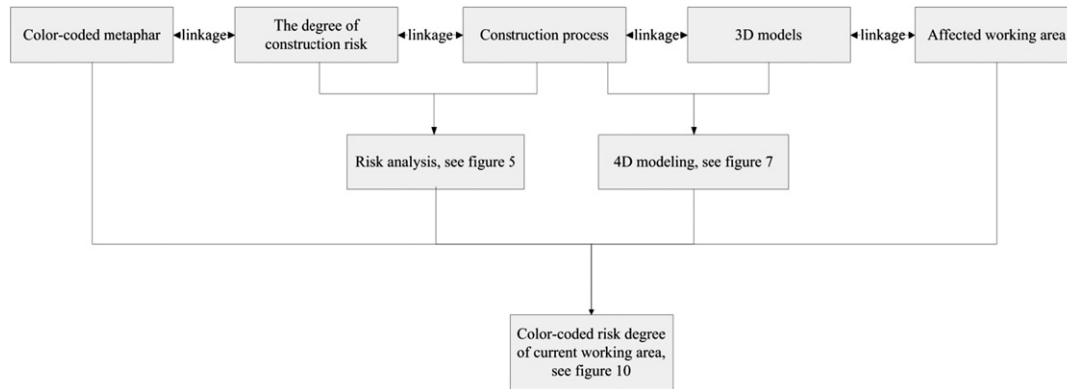 Color-coded metaphar
linkage
The degree of
construction risk
linkage
Construction process
linkage
3D models
linkage
Affected working area
Risk analysis, see figure 5
4D modeling, see figure 7
Color-coded risk degree
of current working area,
see figure 10